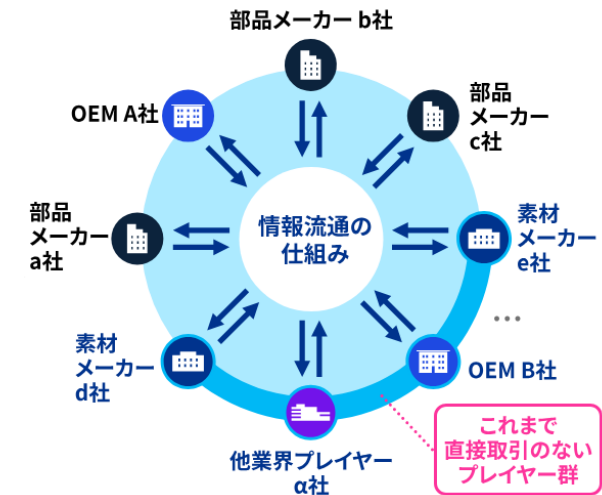 部品メーカー b社
OEM A社
部品
メーカー
c社
部品
メーカー
a社
情報流通の
仕組み
素材
メーカー
e社
…
素材
メーカー
d社
OEM B社
他業界プレイヤー
α社
これまで
直接取引のない
プレイヤー群